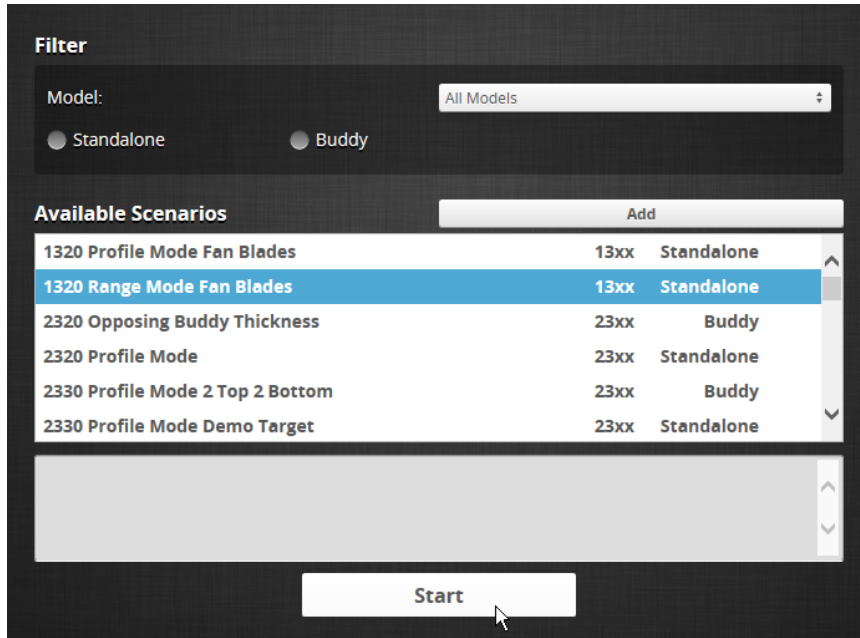 Filter
Model: All Models
Standalone Buddy
Available Scenarios Add
1320 Profile Mode Fan Blades 13xx Standalone
1320 Range Mode Fan Blades 13xx Standalone
2320 Opposing Buddy Thickness 23xx Buddy
2320 Profile Mode 23xx Standalone
2330 Profile Mode 2 Top 2 Bottom 23xx Buddy
2330 Profile Mode Demo Target 23xx Standalone
Start